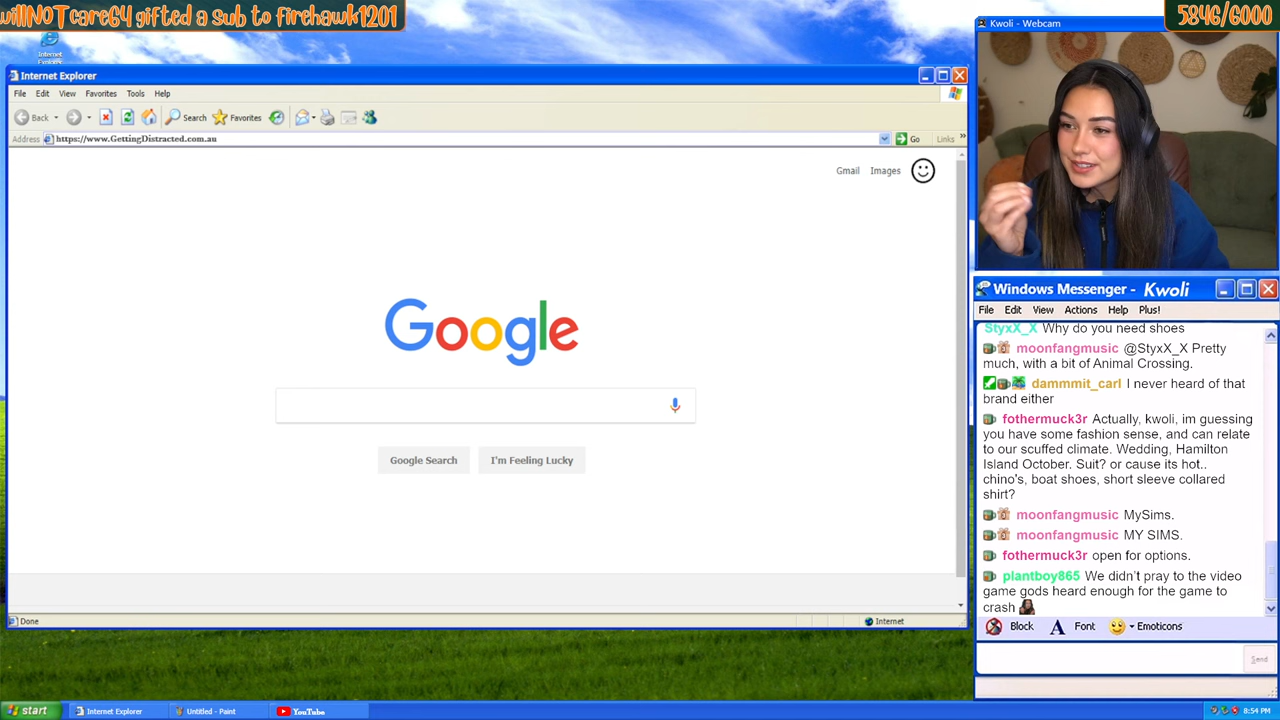 willNOTcare64 gifted a sub to firehawk1201
5846/6000
Internet Explorer
Kwoli - Webcam
Internet Explorer
File Edit View Favorites Tools Help
Back Search Favorites
Address https://www.GettingDistracted.com.au Go Links »
Gmail Images
Google
Google Search I'm Feeling Lucky
Done Internet
Windows Messenger - Kwoli
File Edit View Actions Help Plus!
StyxX_X Why do you need shoes
moonfangmusic @StyxX_X Pretty
much, with a bit of Animal Crossing.
dammmit_carl I never heard of that
brand either
fothermuck3r Actually, kwoli, im guessing
you have some fashion sense, and can relate
to our scuffed climate. Wedding, Hamilton
Island October. Suit? or cause its hot..
chino's, boat shoes, short sleeve collared
shirt?
moonfangmusic MySims.
moonfangmusic MY SIMS.
fothermuck3r open for options.
plantboy865 We didn't pray to the video
game gods heard enough for the game to
crash
Block Font Emoticons
Send
start Internet Explorer Untitled - Paint YouTube 8:54 PM